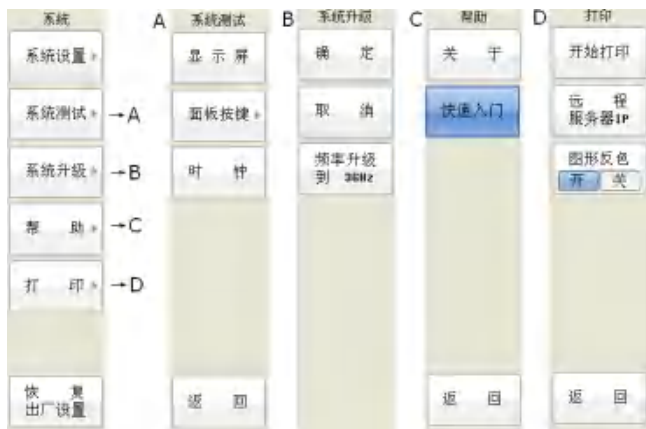 系统
系统设置
系统测试
→A
系统升级
→B
帮 助
→C
打 印
→D
恢 复
出厂设置
A
系统测试
显 示 屏
面板按键
时 钟
返 回
B
系统升级
确 定
取 消
频率升级
到 3GHz
C
帮助
关 于
快速入门
返 回
D
打印
开始打印
远 程
服务器IP
图形反色
开 关
返 回